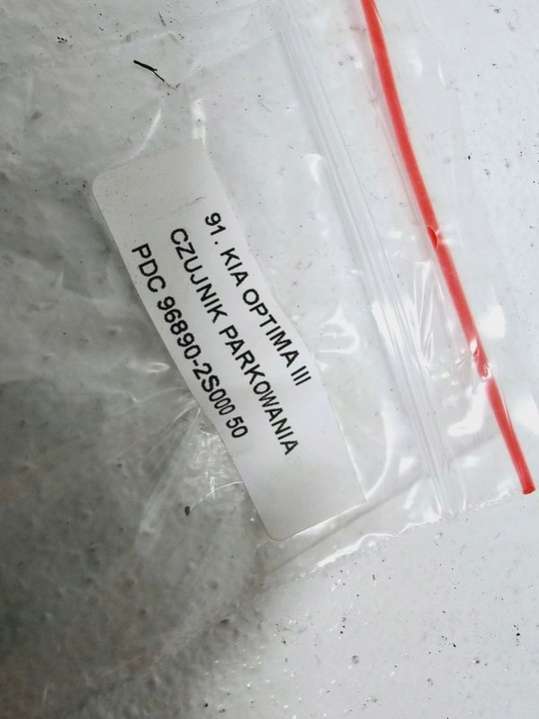 91. KIA OPTIMA III
CZUJNIK PARKOWANIA
PDC 96890-2S000 50